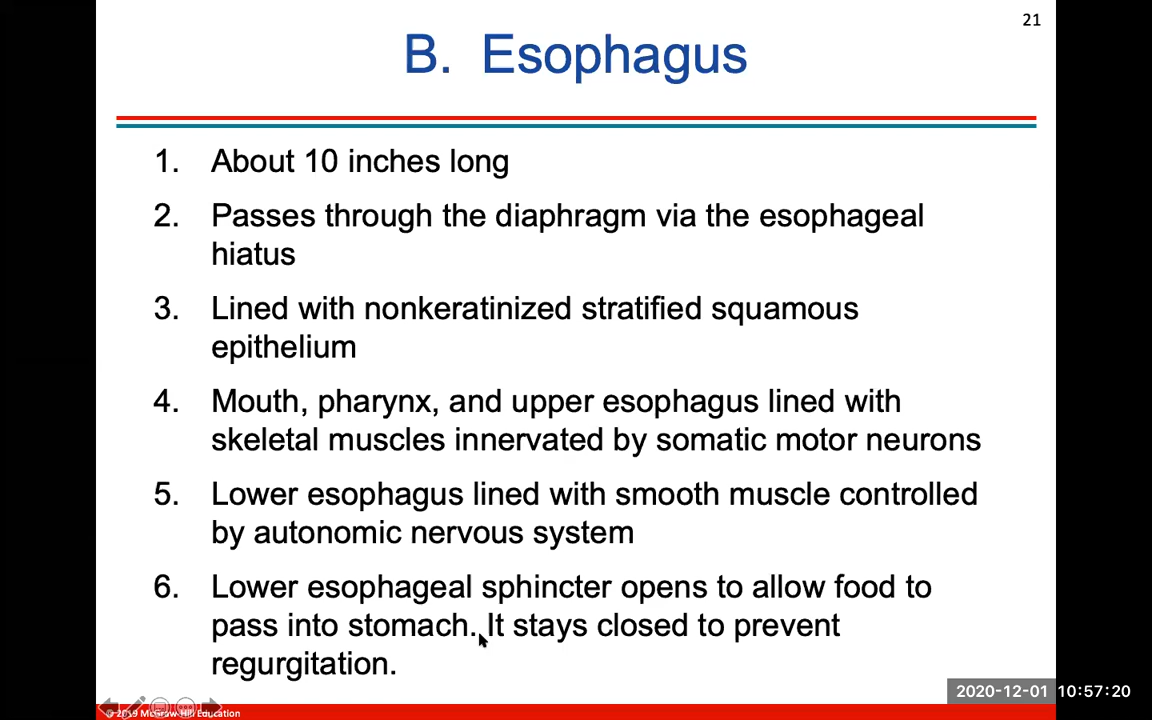 21
B. Esophagus
1. About 10 inches long
2. Passes through the diaphragm via the esophageal
hiatus
3. Lined with nonkeratinized stratified squamous
epithelium
4. Mouth, pharynx, and upper esophagus lined with
skeletal muscles innervated by somatic motor neurons
5. Lower esophagus lined with smooth muscle controlled
by autonomic nervous system
6. Lower esophageal sphincter opens to allow food to
pass into stomach. It stays closed to prevent
regurgitation.
2020-12-01 10:57:20
© 2019 McGraw-Hill Education